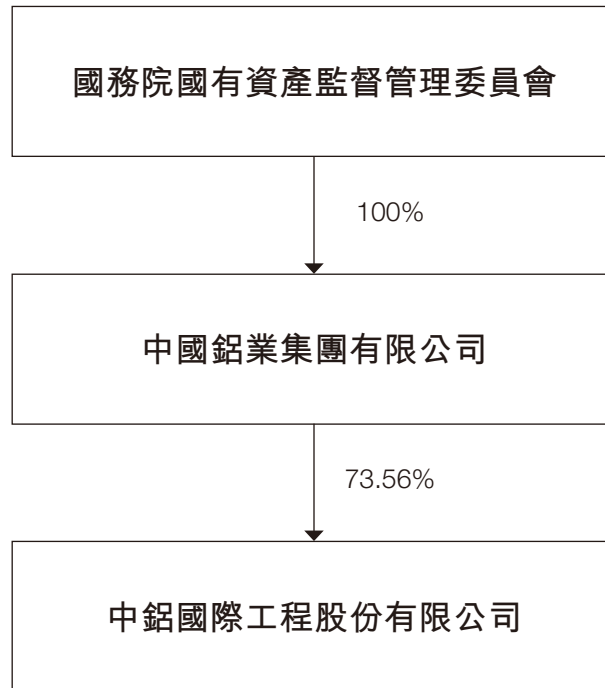 國務院國有資產監督管理委員會
100%
中國鋁業集團有限公司
73.56%
中鋁國際工程股份有限公司